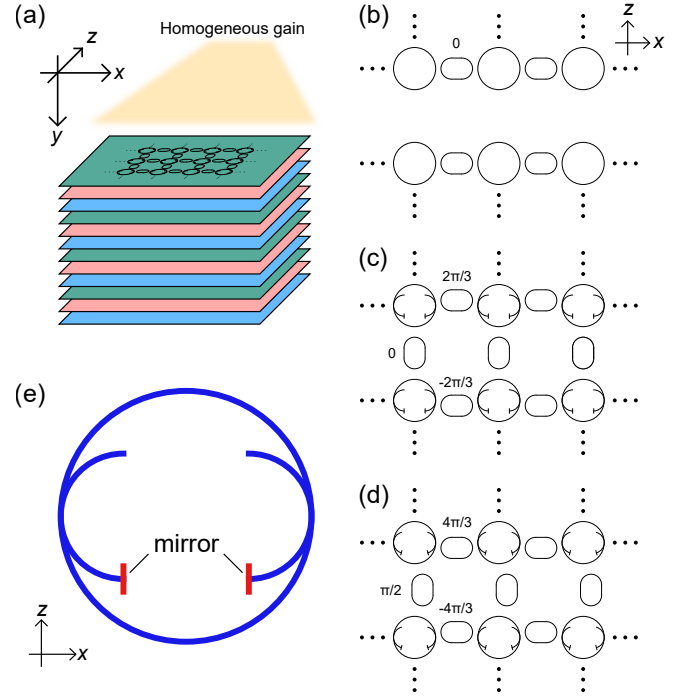 (a)
z
x
y
Homogeneous gain
(b)
z
x
0
(c)
2π/3
0
-2π/3
(d)
4π/3
π/2
-4π/3
(e)
mirror
z
x